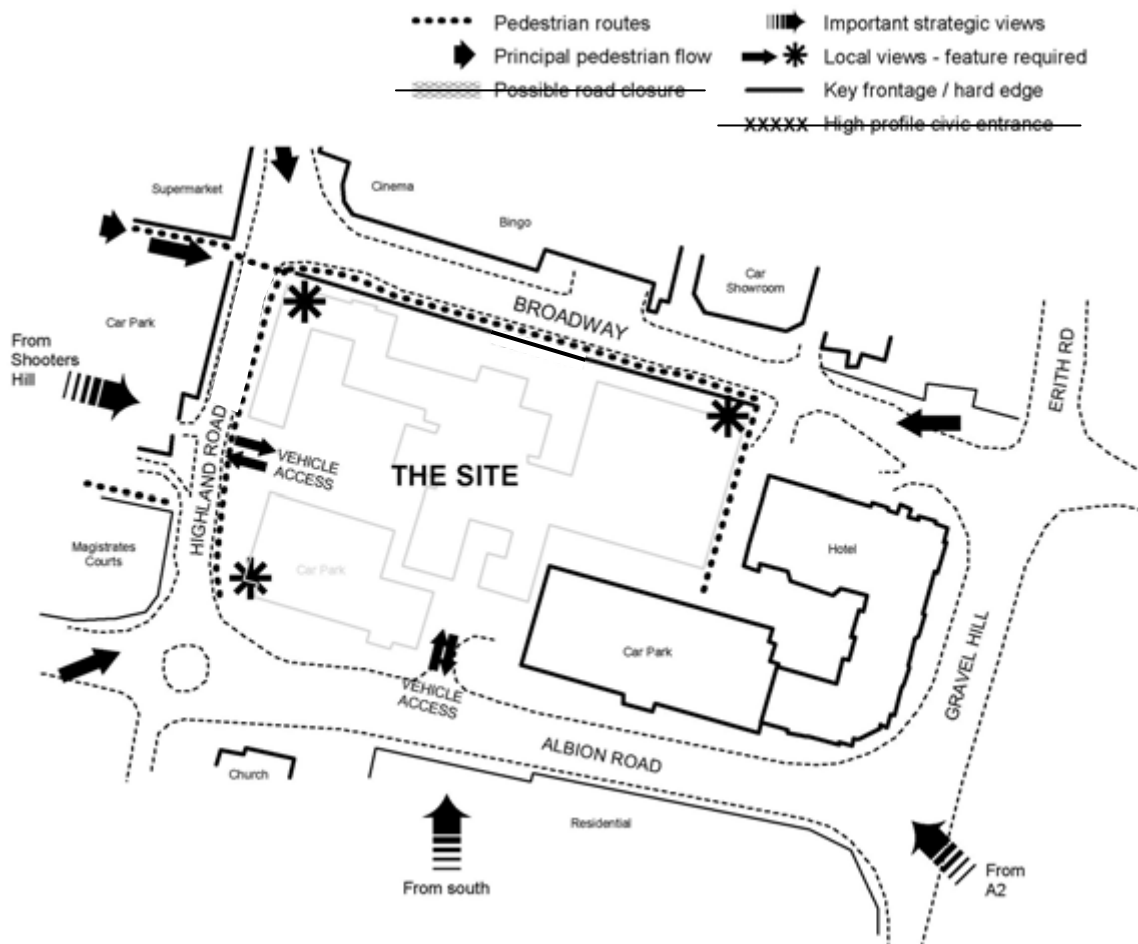 Pedestrian routes
Principal pedestrian flow
Possible road closure
Important strategic views
Local views - feature required
Key frontage / hard edge
XXXXX High profile civic entrance
Supermarket
Cinema
Bingo
Car
Showroom
BROADWAY
ERITH RD
Car Park
From
Shooters
Hill
HIGHLAND ROAD
VEHICLE
ACCESS
THE SITE
Magistrates
Courts
Car Park
Hotel
Car Park
VEHICLE
ACCESS
GRAVEL HILL
ALBION ROAD
Church
Residential
From south
From
A2